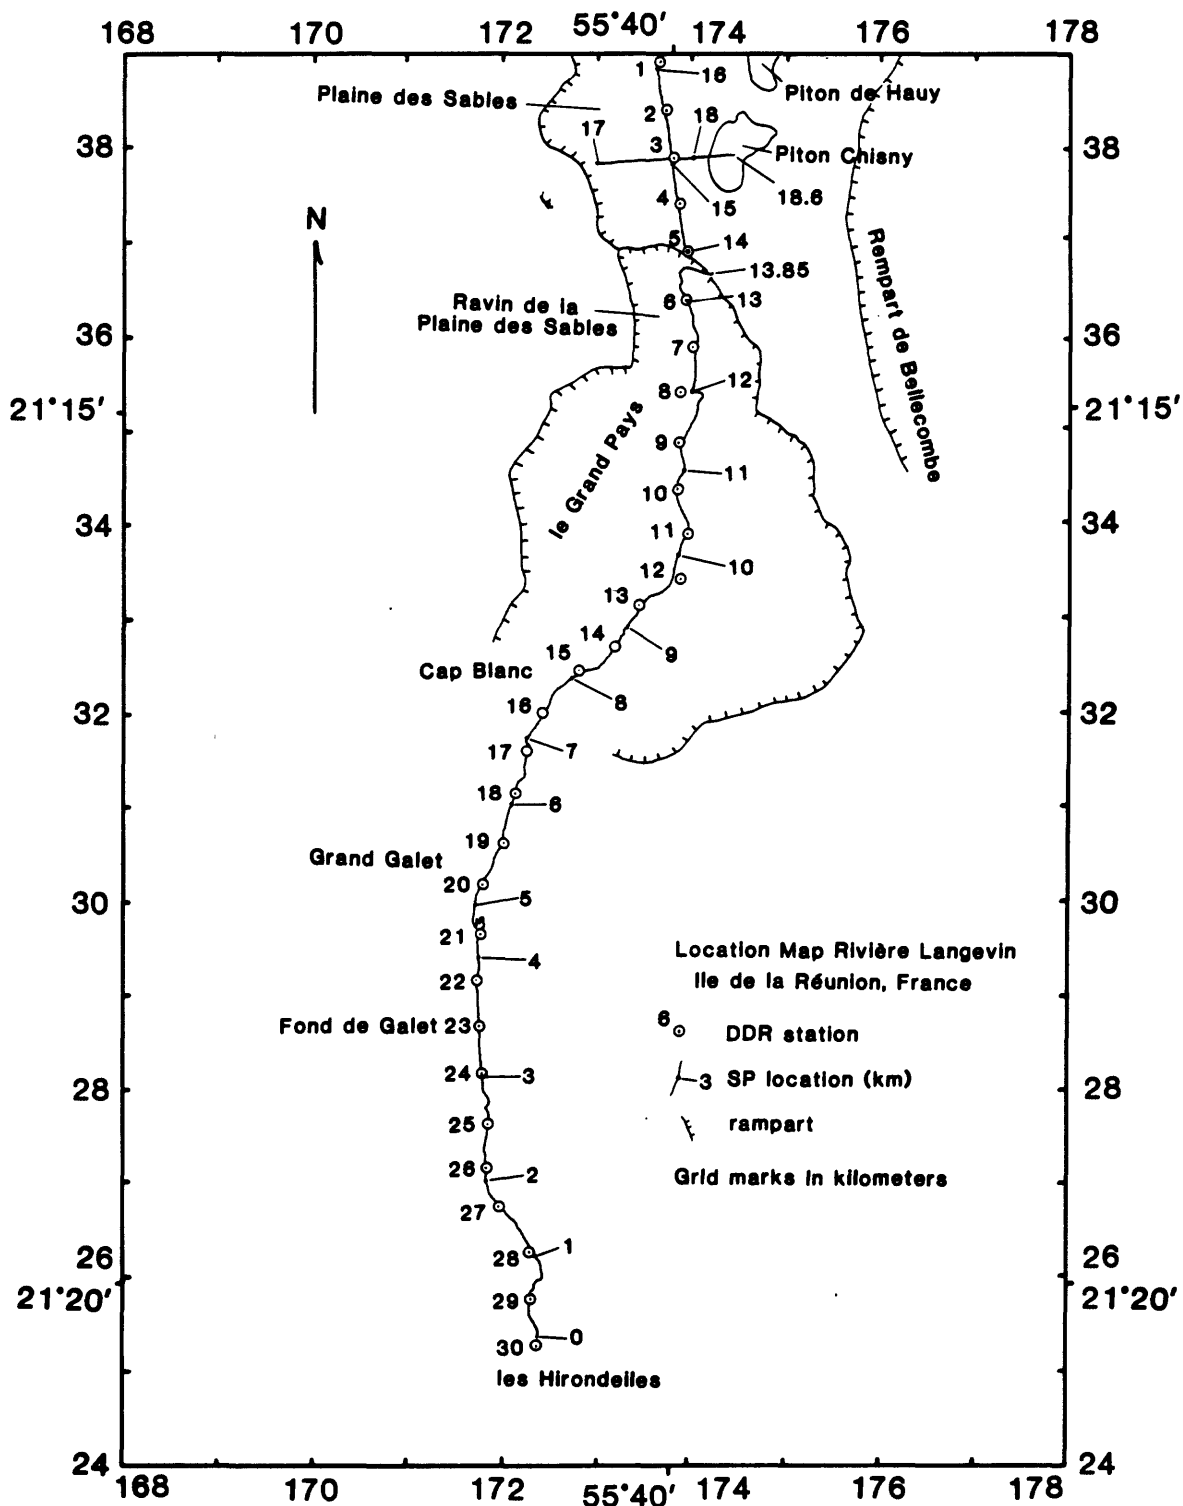 168 170 172 55°40′ 174 176 178
1 16
Piton de Hauy
Plaine des Sables
2 18
17
38 3 Piton Chisny 38
18.6
4 15
N
5 14
13.85
Rempart de Bellecombe
6 13
Ravin de la
Plaine des Sables
36 7 36
12
8
21°15′ 21°15′
le Grand Pays
9
11
10
34 11 34
10
12
13
14
9
15
Cap Blanc
8
16
32 32
17 7
18 6
19
Grand Galet
20 5
30 30
21
4
22
Location Map Rivière Langevin
Ile de la Réunion, France
Fond de Galet 23
6 DDR station
24 3
3 SP location (km)
28 28
25 rampart
26 2
Grid marks in kilometers
27
28 1
26 26
21°20′ 29 21°20′
30 0
les Hirondelles
24 24
168 170 172 55°40′ 174 176 178